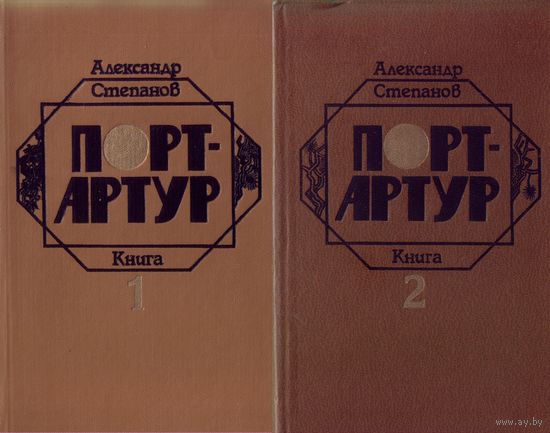 Александр
Степанов
ПОРТ-
АРТУР
Книга
1
Александр
Степанов
ПОРТ-
АРТУР
Книга
2
www.ay.by